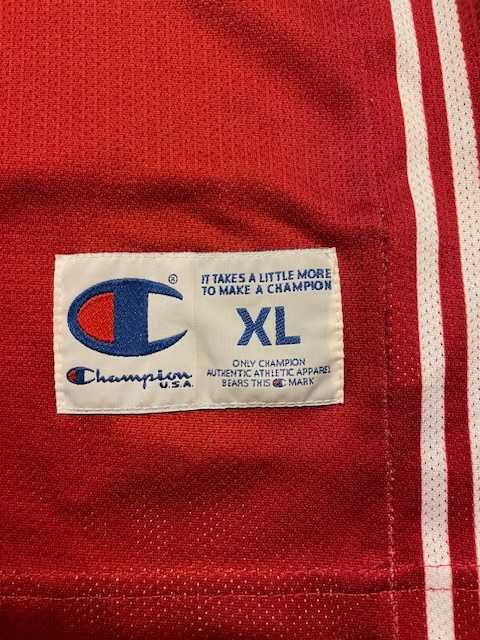 ®
IT TAKES A LITTLE MORE
TO MAKE A CHAMPION
XL
Champion
U.S.A.
ONLY CHAMPION
AUTHENTIC ATHLETIC APPAREL
BEARS THIS C MARK